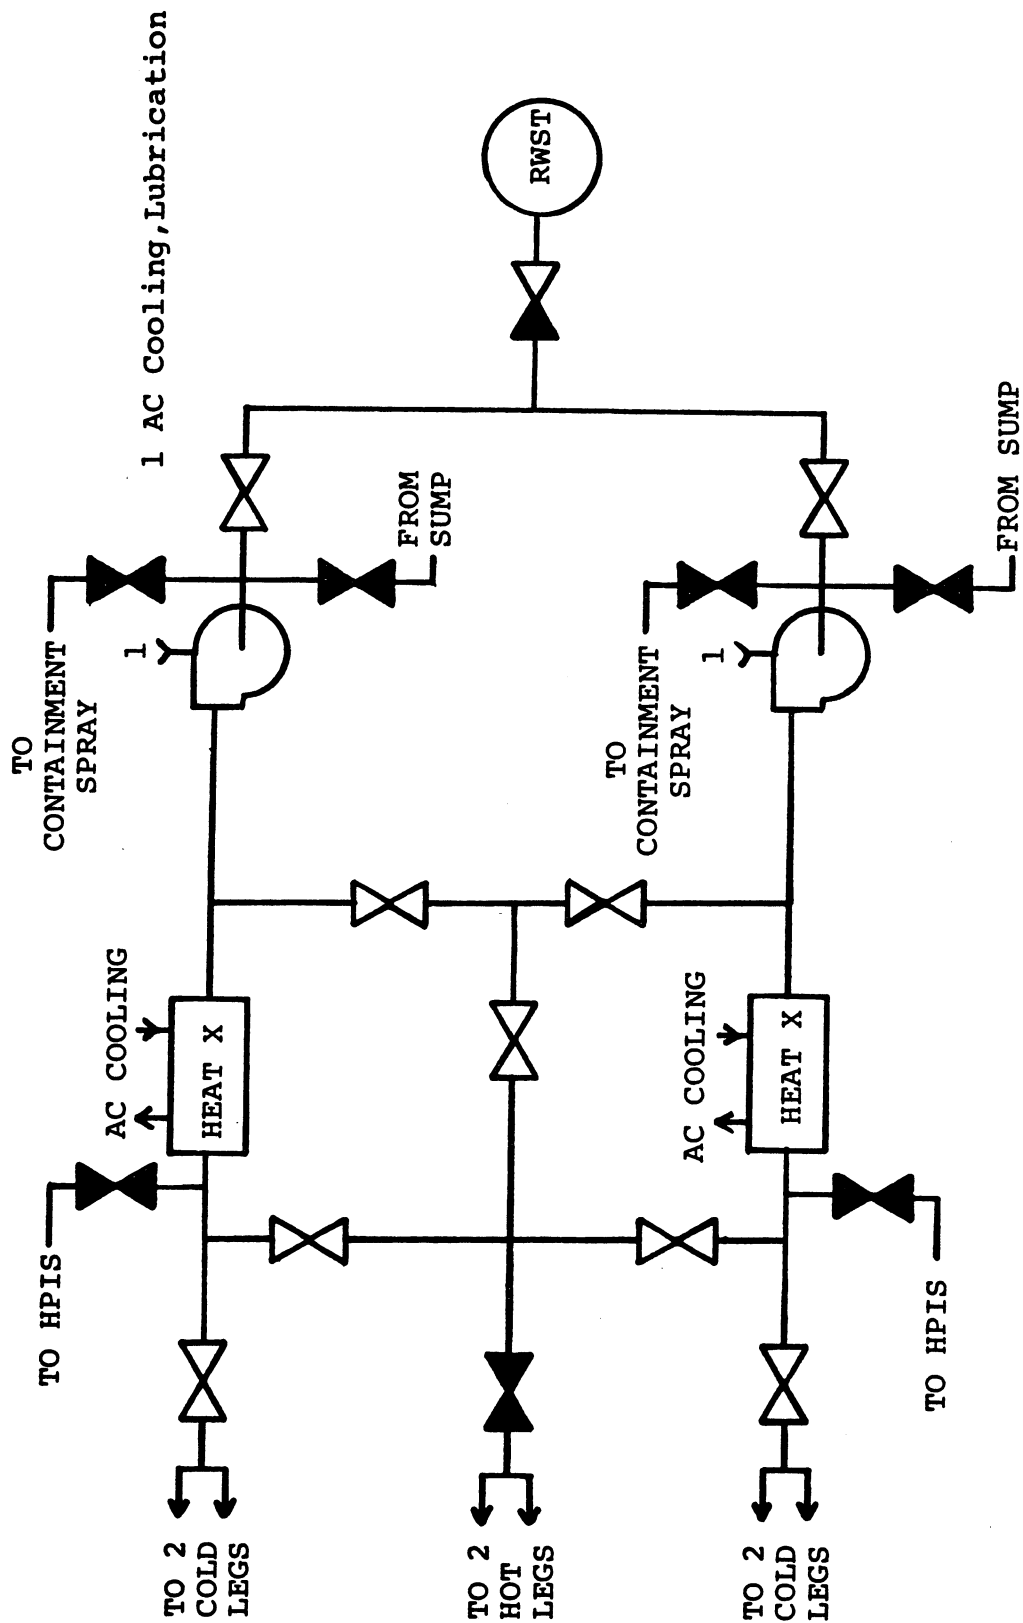 TO
CONTAINMENT
SPRAY
TO HPIS
AC COOLING
1
1 AC Cooling,Lubrication
TO 2
COLD
LEGS
HEAT X
FROM
SUMP
TO 2
HOT
LEGS
RWST
TO
CONTAINMENT
SPRAY
AC COOLING
1
TO 2
COLD
LEGS
HEAT X
TO HPIS
FROM SUMP